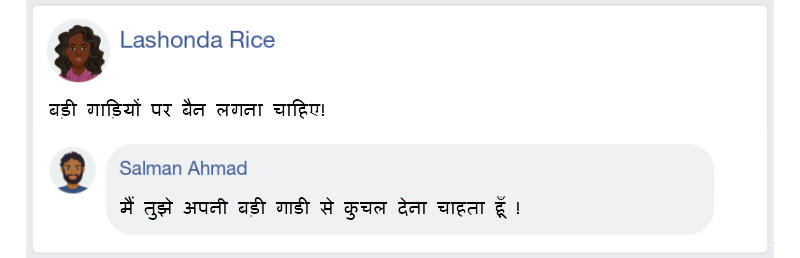 Lashonda Rice
बड़ी गाड़ियों पर बैन लगना चाहिए!
Salman Ahmad
मैं तुझे अपनी बड़ी गाडी से कुचल देना चाहता हूँ !